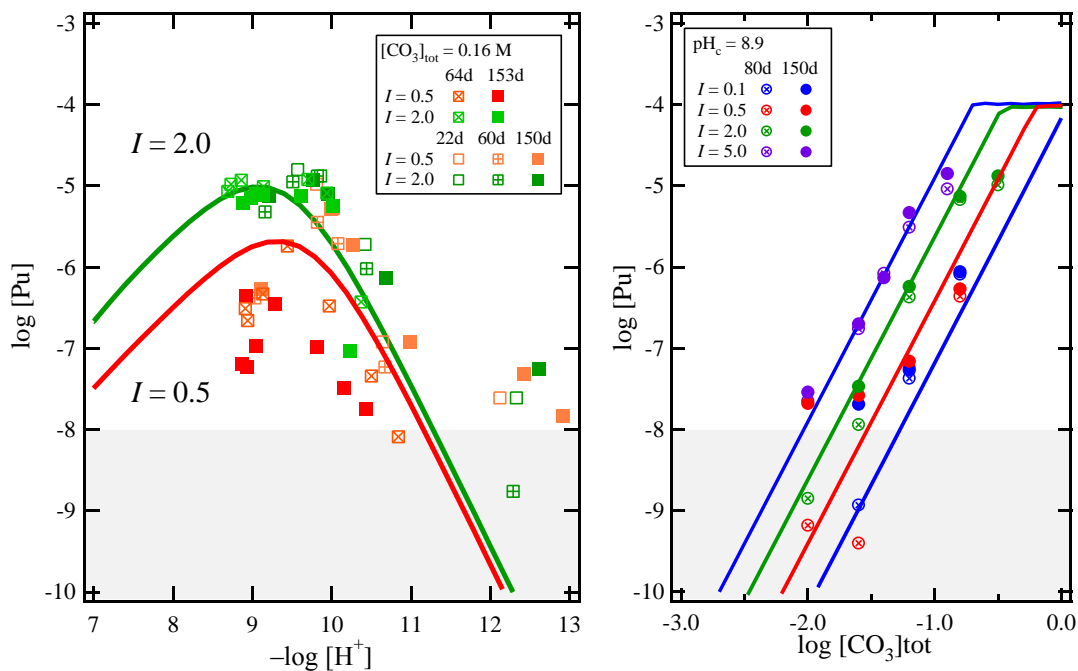 -3
-4
-5
-6
-7
-8
-9
-10
log [Pu]
7 8 9 10 11 12 13
−log [H⁺]
[CO₃]tot = 0.16 M
64d 153d
I = 0.5
I = 2.0
22d 60d 150d
I = 0.5
I = 2.0
I = 2.0
I = 0.5
-3
-4
-5
-6
-7
-8
-9
-10
log [Pu]
-3.0 -2.0 -1.0 0.0
log [CO₃]tot
pHc = 8.9
80d 150d
I = 0.1
I = 0.5
I = 2.0
I = 5.0